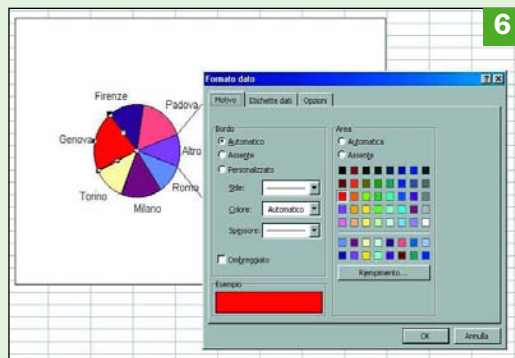 6
Formato dato
Motivo Etichette dati Opzioni
Firenze
Padova
Genova
Altro
Roma
Torino
Milano
Bordo
Automatico
Assente
Personalizzato
Stile:
Colore: Automatico
Spessore:
Ombreggiato
Esempio
Area
Automatica
Assente
Riempimento...
OK Annulla